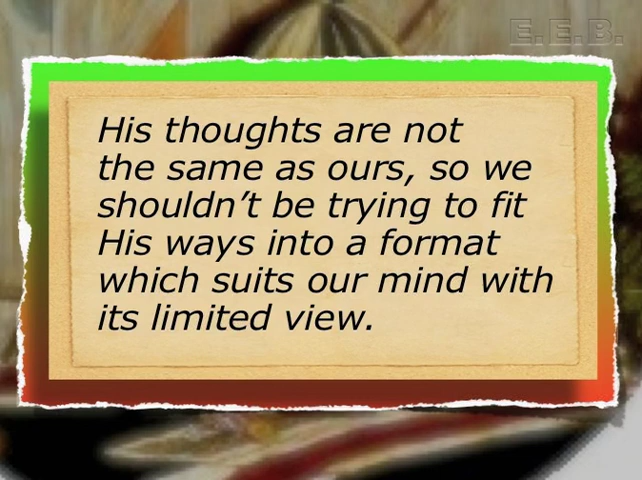 E.E.B.
His thoughts are not
the same as ours, so we
shouldn’t be trying to fit
His ways into a format
which suits our mind with
its limited view.